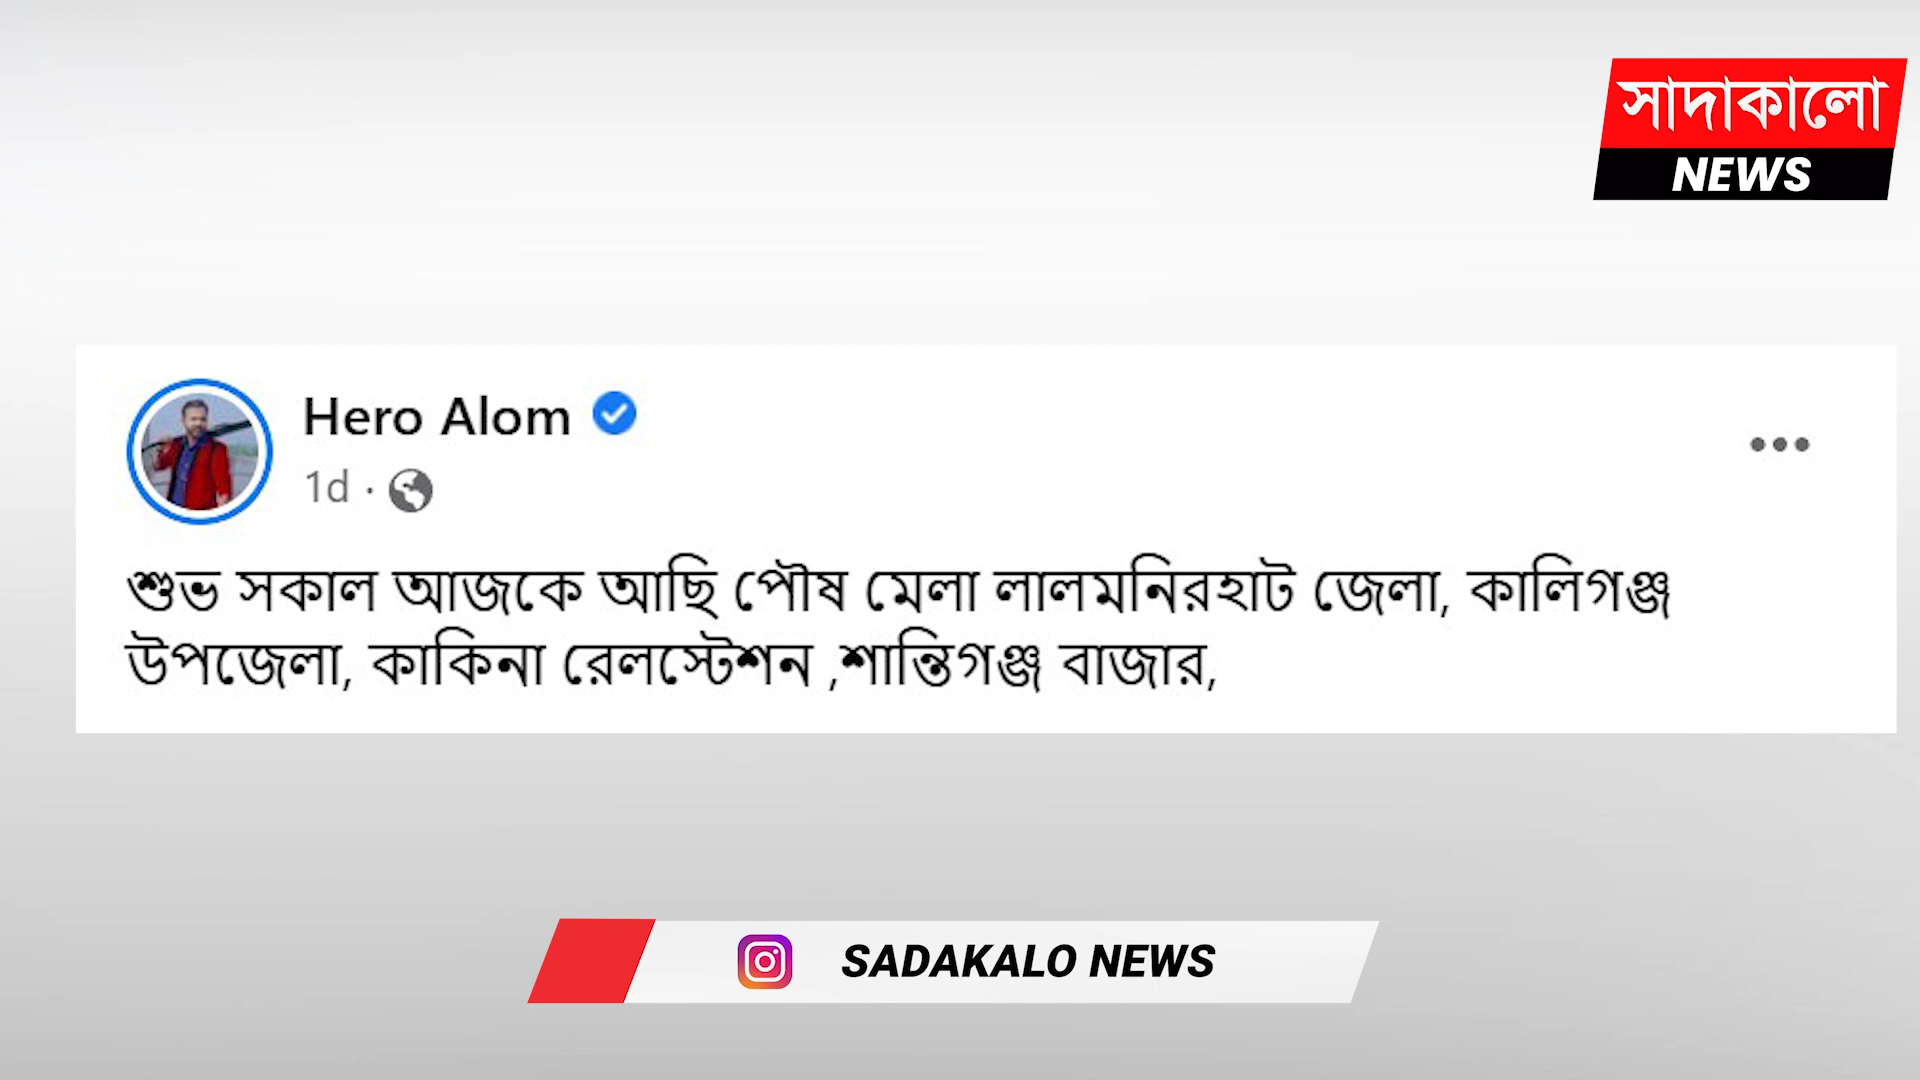 সাদাকালো
NEWS
Hero Alom
1d ·
শুভ সকাল আজকে আছি পৌষ মেলা লালমনিরহাট জেলা, কালিগঞ্জ
উপজেলা, কাকিনা রেলস্টেশন ,শান্তিগঞ্জ বাজার,
SADAKALO NEWS